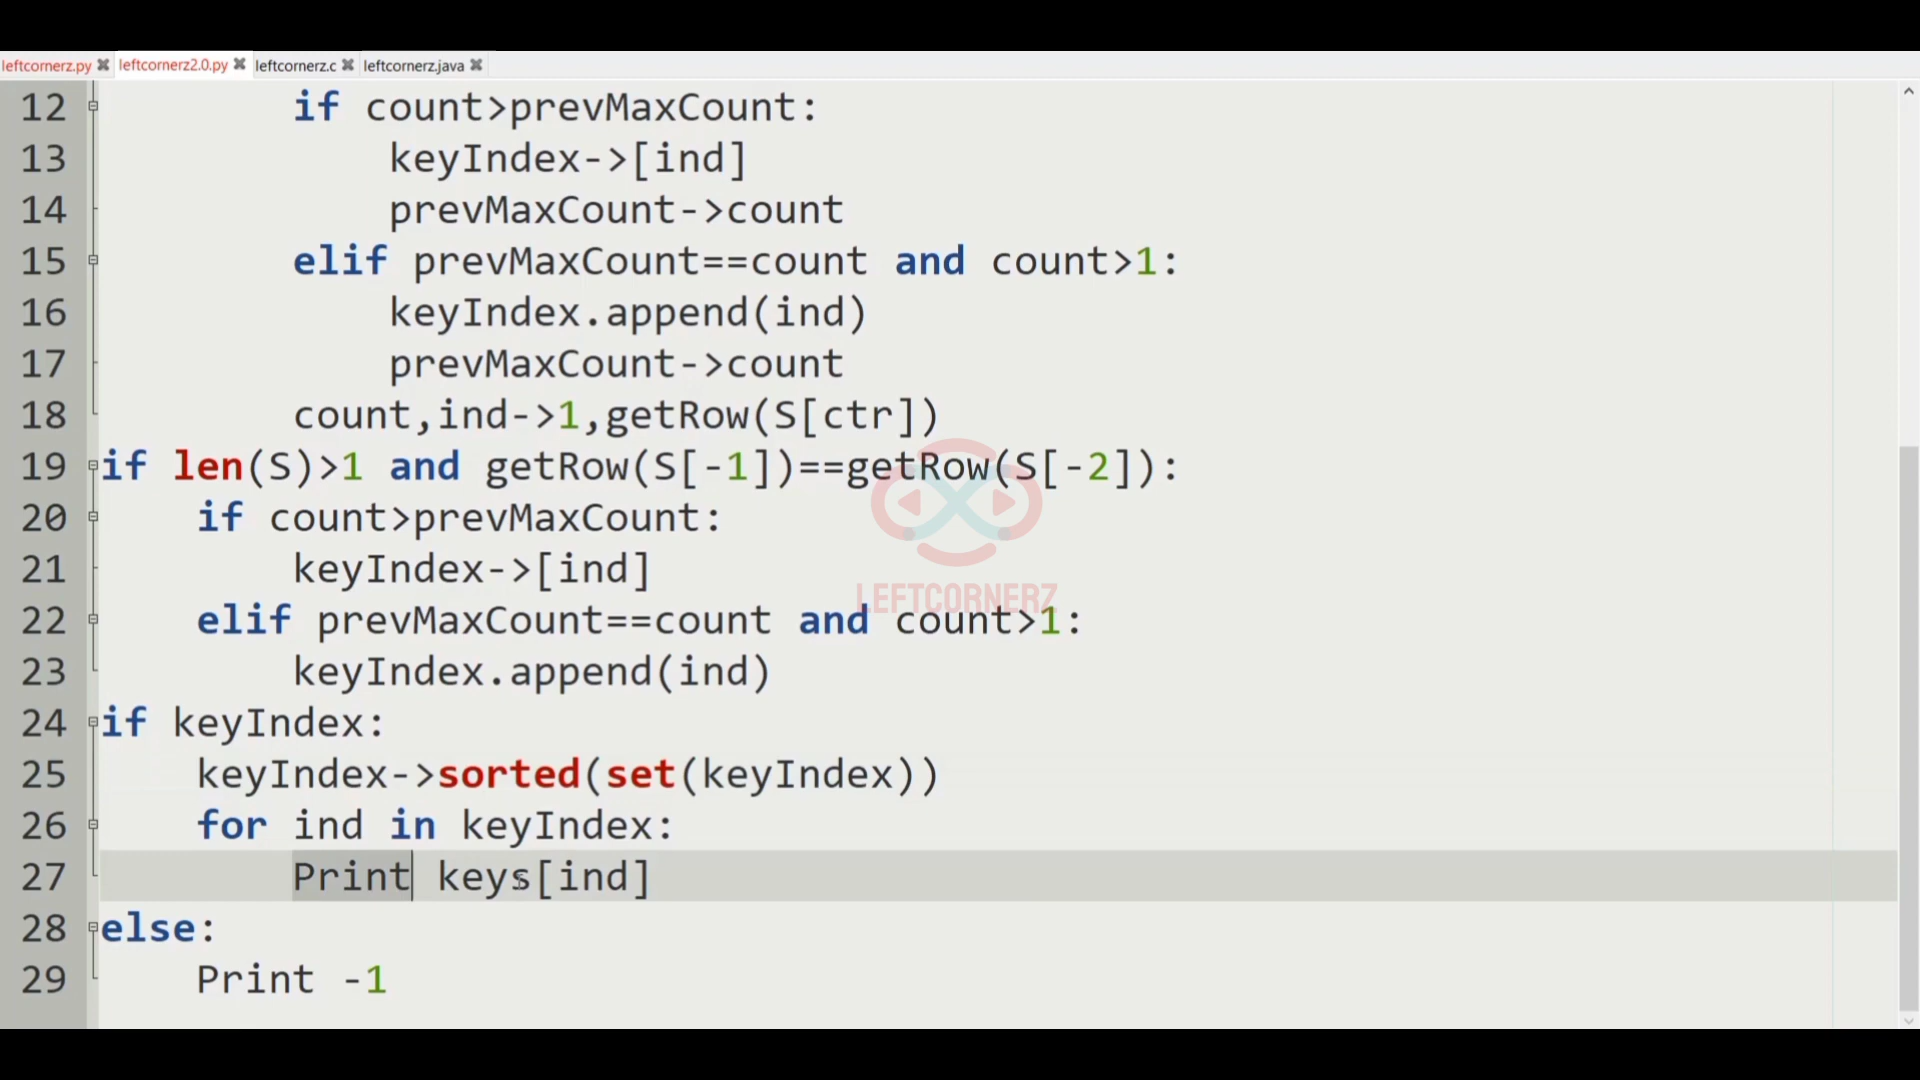 leftcornerz.py leftcornerz2.0.py leftcornerz.c leftcornerz.java
12 if count>prevMaxCount:
13 keyIndex->[ind]
14 prevMaxCount->count
15 elif prevMaxCount==count and count>1:
16 keyIndex.append(ind)
17 prevMaxCount->count
18 count,ind->1,getRow(S[ctr])
19 if len(S)>1 and getRow(S[-1])==getRow(S[-2]):
20 if count>prevMaxCount:
21 keyIndex->[ind]
LEFTCORNERZ
22 elif prevMaxCount==count and count>1:
23 keyIndex.append(ind)
24 if keyIndex:
25 keyIndex->sorted(set(keyIndex))
26 for ind in keyIndex:
27 Print keys[ind]
28 else:
29 Print -1